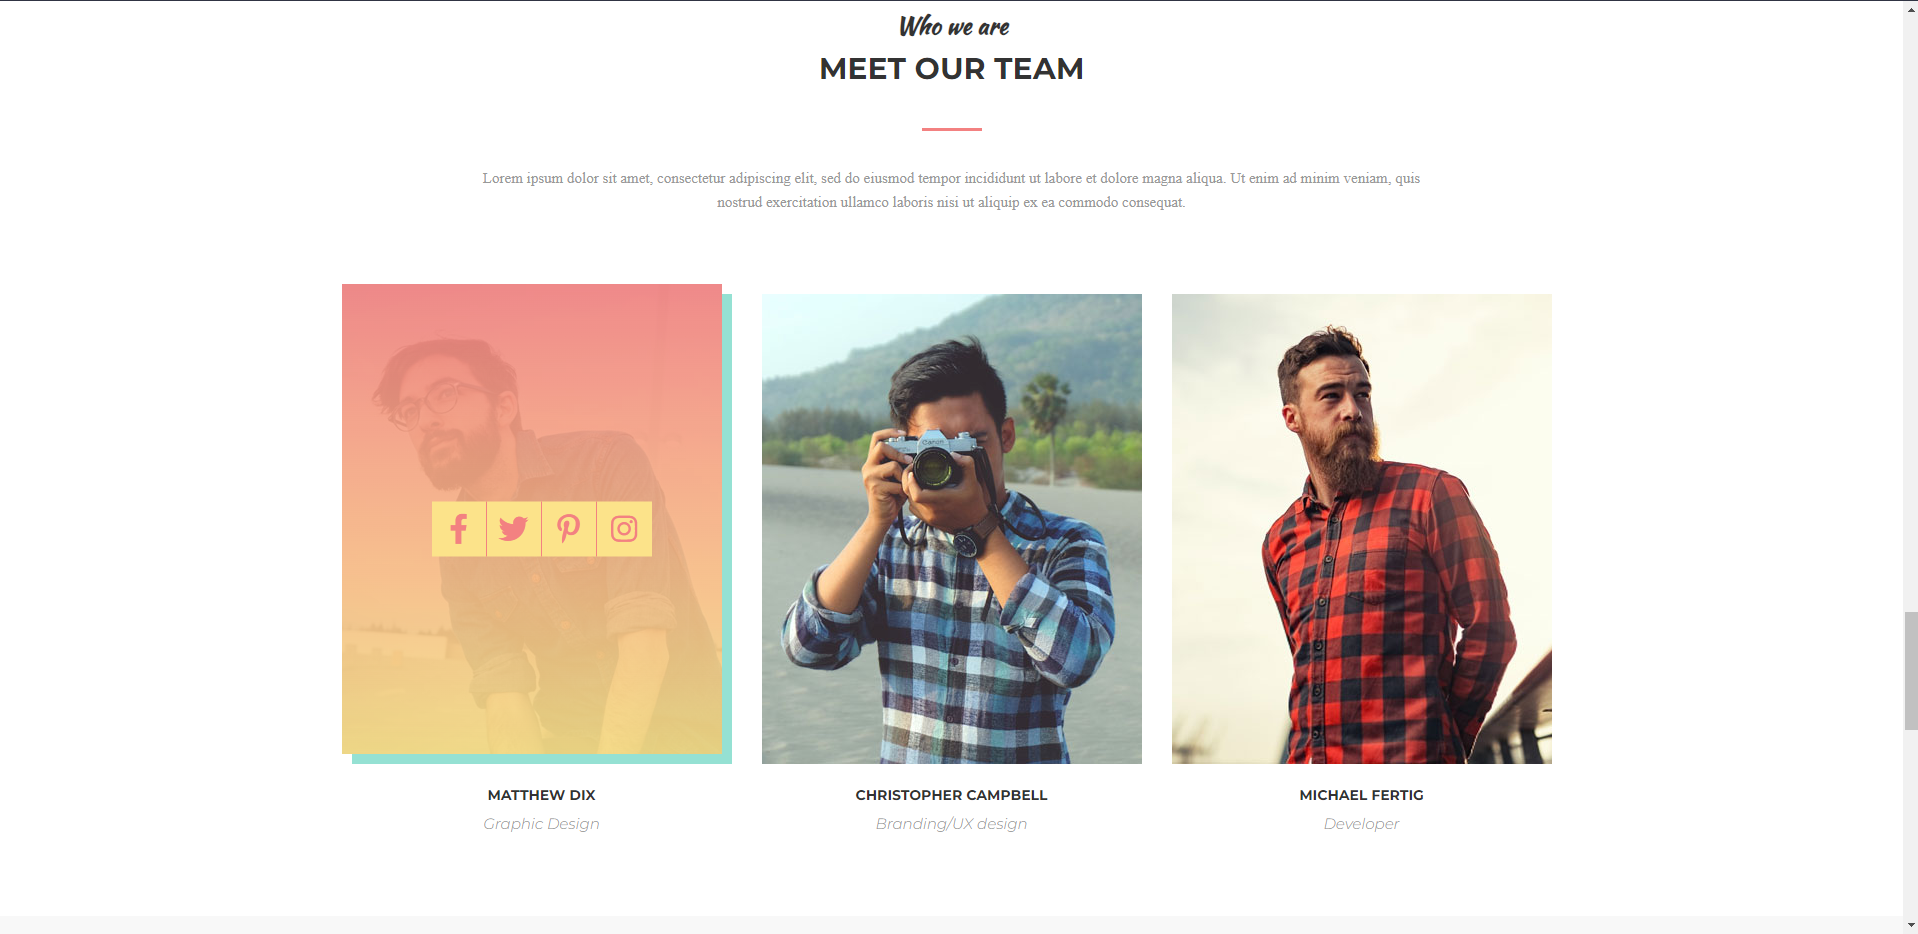 Who we are
MEET OUR TEAM
Lorem ipsum dolor sit amet, consectetur adipiscing elit, sed do eiusmod tempor incididunt ut labore et dolore magna aliqua. Ut enim ad minim veniam, quis
nostrud exercitation ullamco laboris nisi ut aliquip ex ea commodo consequat.
Canon
MATTHEW DIX
CHRISTOPHER CAMPBELL
MICHAEL FERTIG
Graphic Design
Branding/UX design
Developer